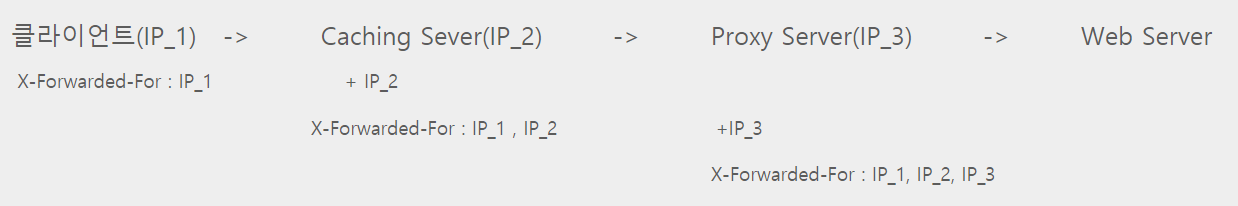 클라이언트(IP_1) -> Caching Sever(IP_2) -> Proxy Server(IP_3) -> Web Server
X-Forwarded-For : IP_1 + IP_2
X-Forwarded-For : IP_1 , IP_2 +IP_3
X-Forwarded-For : IP_1, IP_2, IP_3